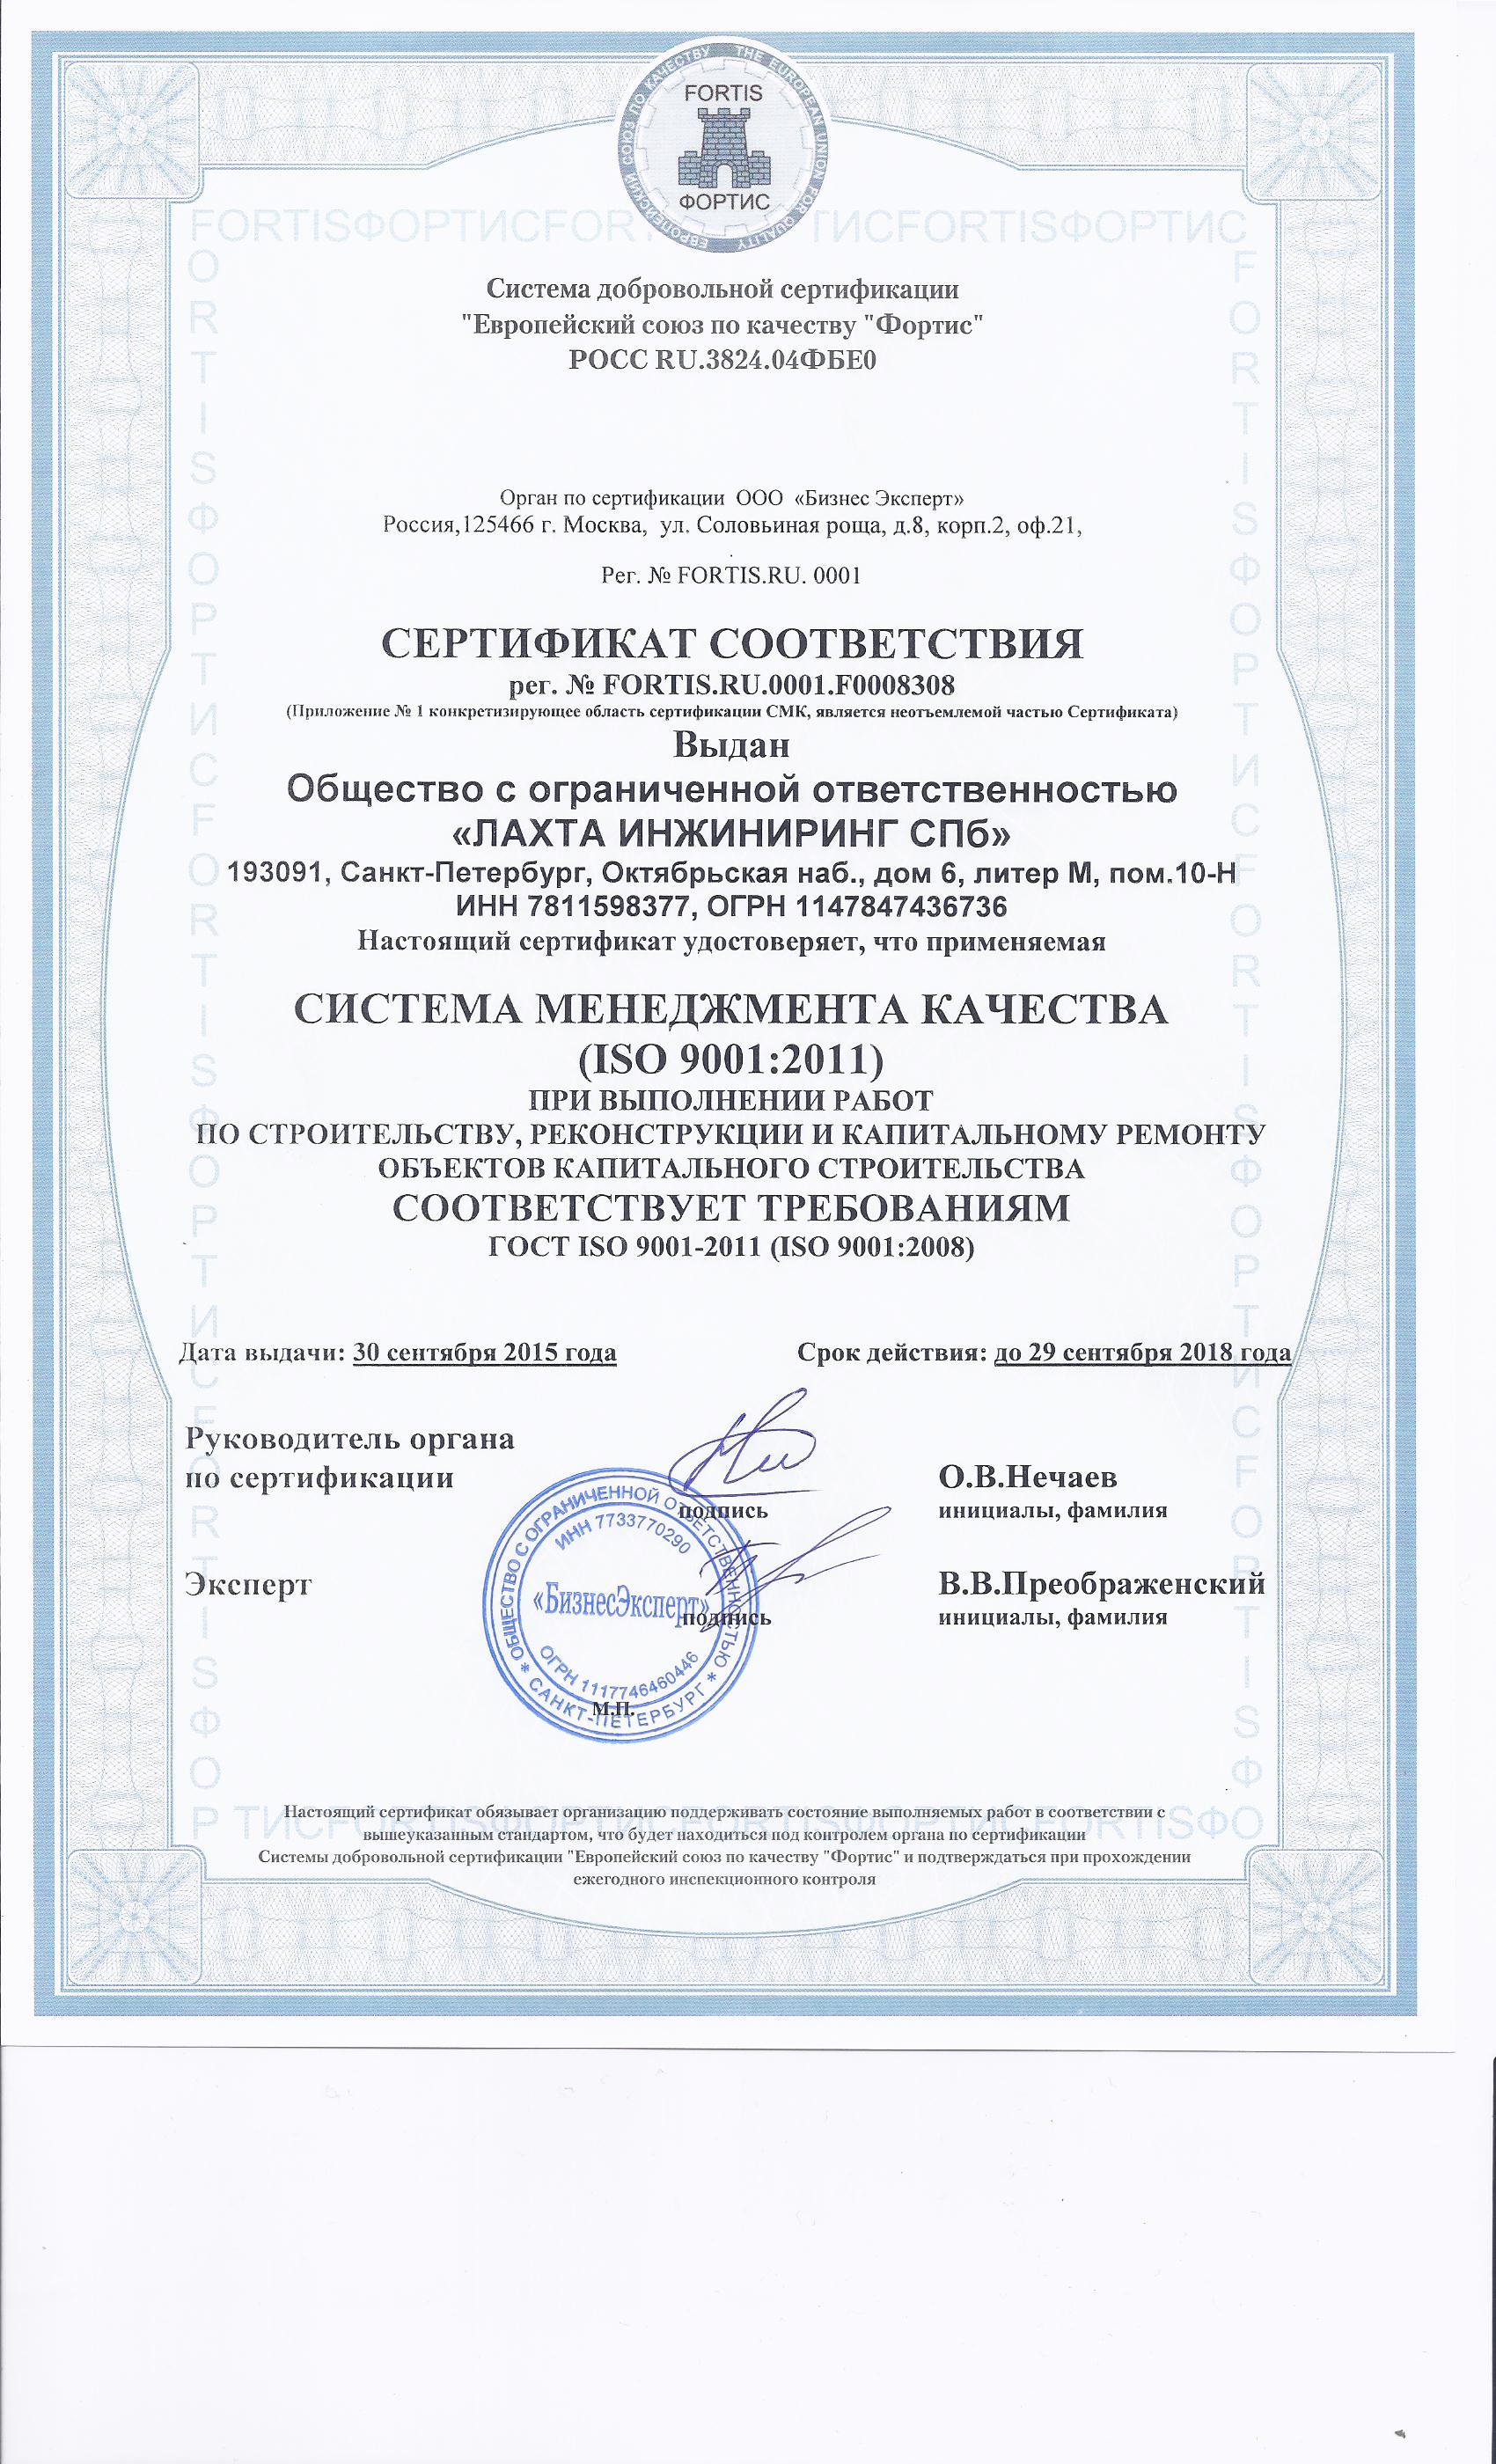 ЕВРОПЕЙСКИЙ СОЮЗ ПО КАЧЕСТВУ THE EUROPEAN UNION FOR QUALITY
FORTIS
ФОРТИС
Система добровольной сертификации
"Европейский союз по качеству "Фортис"
РОСС RU.3824.04ФБЕ0
Орган по сертификации ООО «Бизнес Эксперт»
Россия,125466 г. Москва, ул. Соловьиная роща, д.8, корп.2, оф.21,
Рег. № FORTIS.RU. 0001
СЕРТИФИКАТ СООТВЕТСТВИЯ
рег. № FORTIS.RU.0001.F0008308
(Приложение № 1 конкретизирующее область сертификации СМК, является неотъемлемой частью Сертификата)
Выдан
Общество с ограниченной ответственностью
«ЛАХТА ИНЖИНИРИНГ СПб»
193091, Санкт-Петербург, Октябрьская наб., дом 6, литер М, пом.10-Н
ИНН 7811598377, ОГРН 1147847436736
Настоящий сертификат удостоверяет, что применяемая
СИСТЕМА МЕНЕДЖМЕНТА КАЧЕСТВА
(ISO 9001:2011)
ПРИ ВЫПОЛНЕНИИ РАБОТ
ПО СТРОИТЕЛЬСТВУ, РЕКОНСТРУКЦИИ И КАПИТАЛЬНОМУ РЕМОНТУ
ОБЪЕКТОВ КАПИТАЛЬНОГО СТРОИТЕЛЬСТВА
СООТВЕТСТВУЕТ ТРЕБОВАНИЯМ
ГОСТ ISO 9001-2011 (ISO 9001:2008)
Дата выдачи: 30 сентября 2015 года Срок действия: до 29 сентября 2018 года
Руководитель органа
по сертификации О.В.Нечаев
подпись инициалы, фамилия
Эксперт В.В.Преображенский
подпись инициалы, фамилия
ОБЩЕСТВО С ОГРАНИЧЕННОЙ ОТВЕТСТВЕННОСТЬЮ * САНКТ-ПЕТЕРБУРГ *
ИНН 7733770290
«БизнесЭксперт»
ОГРН 1117746460446
М.П.
Настоящий сертификат обязывает организацию поддерживать состояние выполняемых работ в соответствии с
вышеуказанным стандартом, что будет находиться под контролем органа по сертификации
Системы добровольной сертификации "Европейский союз по качеству "Фортис" и подтверждаться при прохождении
ежегодного инспекционного контроля